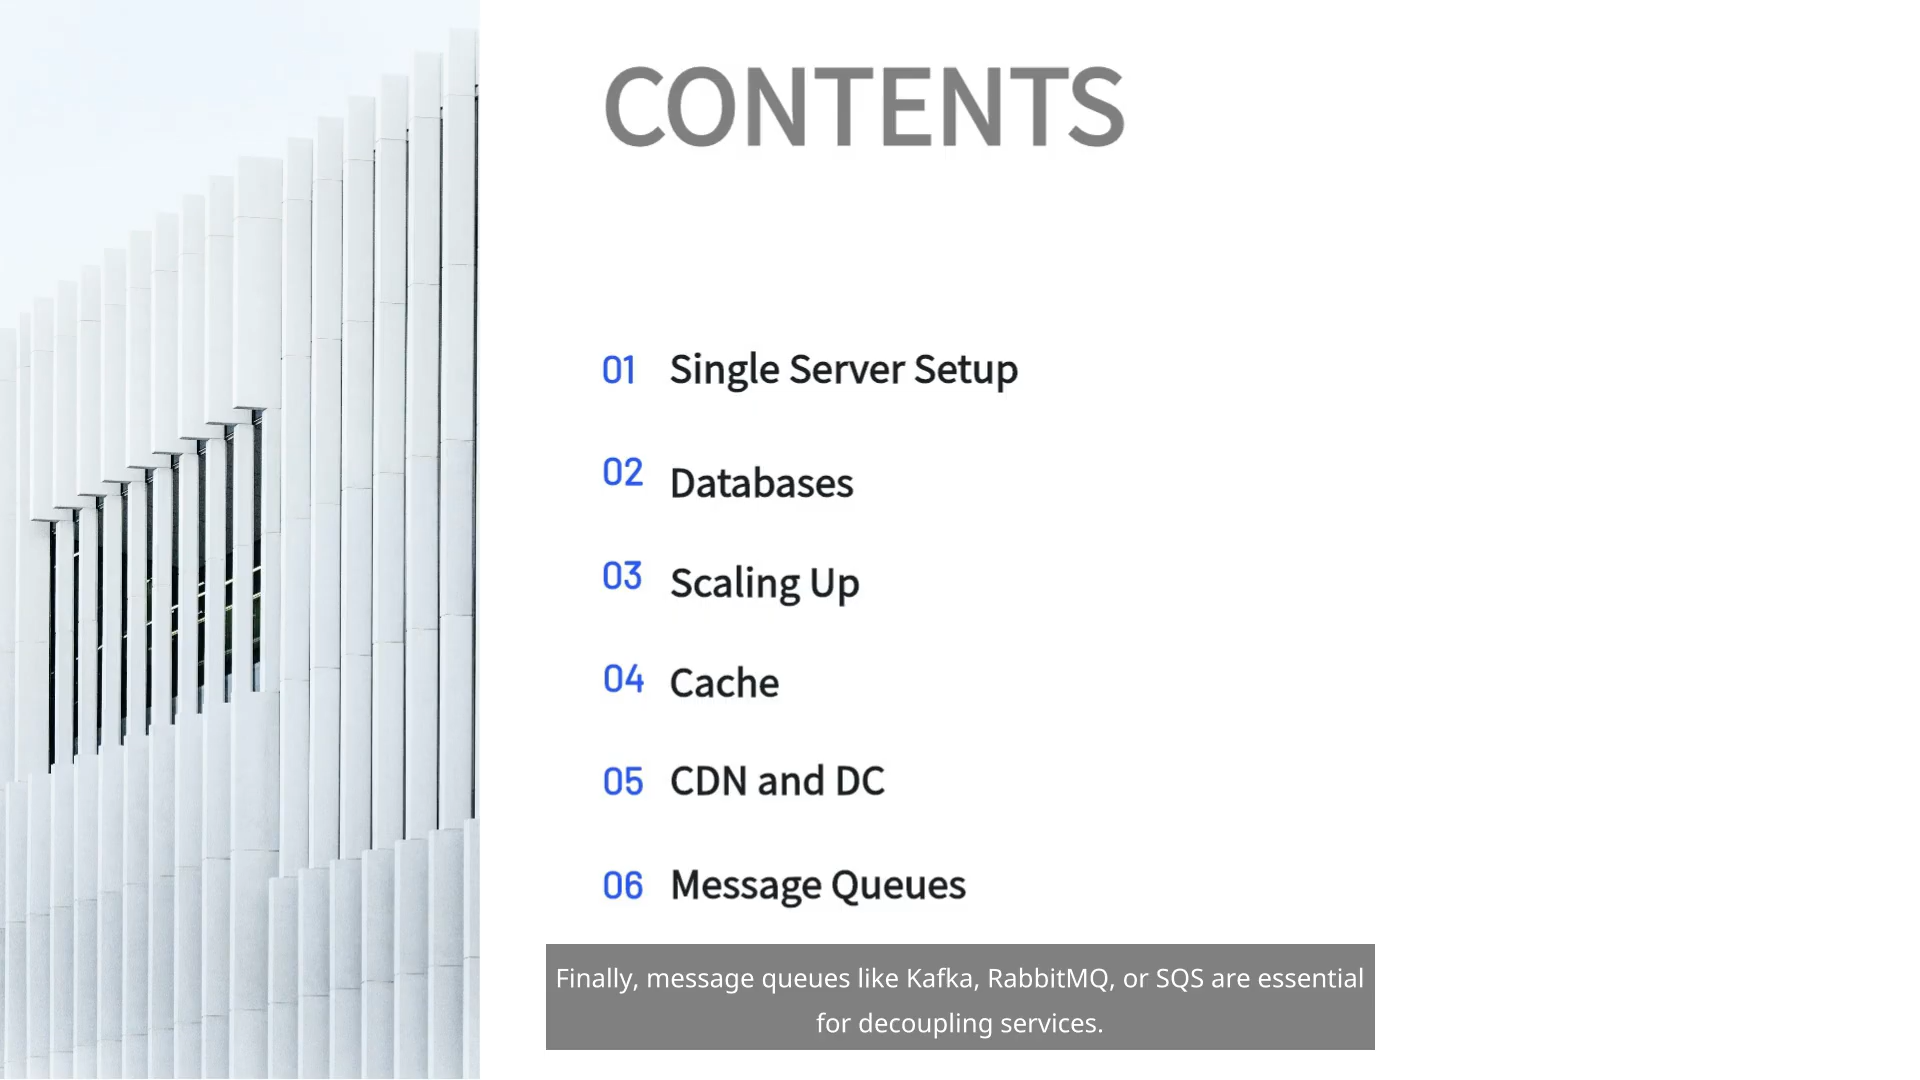 CONTENTS
01 Single Server Setup
02 Databases
03 Scaling Up
04 Cache
05 CDN and DC
06 Message Queues
Finally, message queues like Kafka, RabbitMQ, or SQS are essential
for decoupling services.